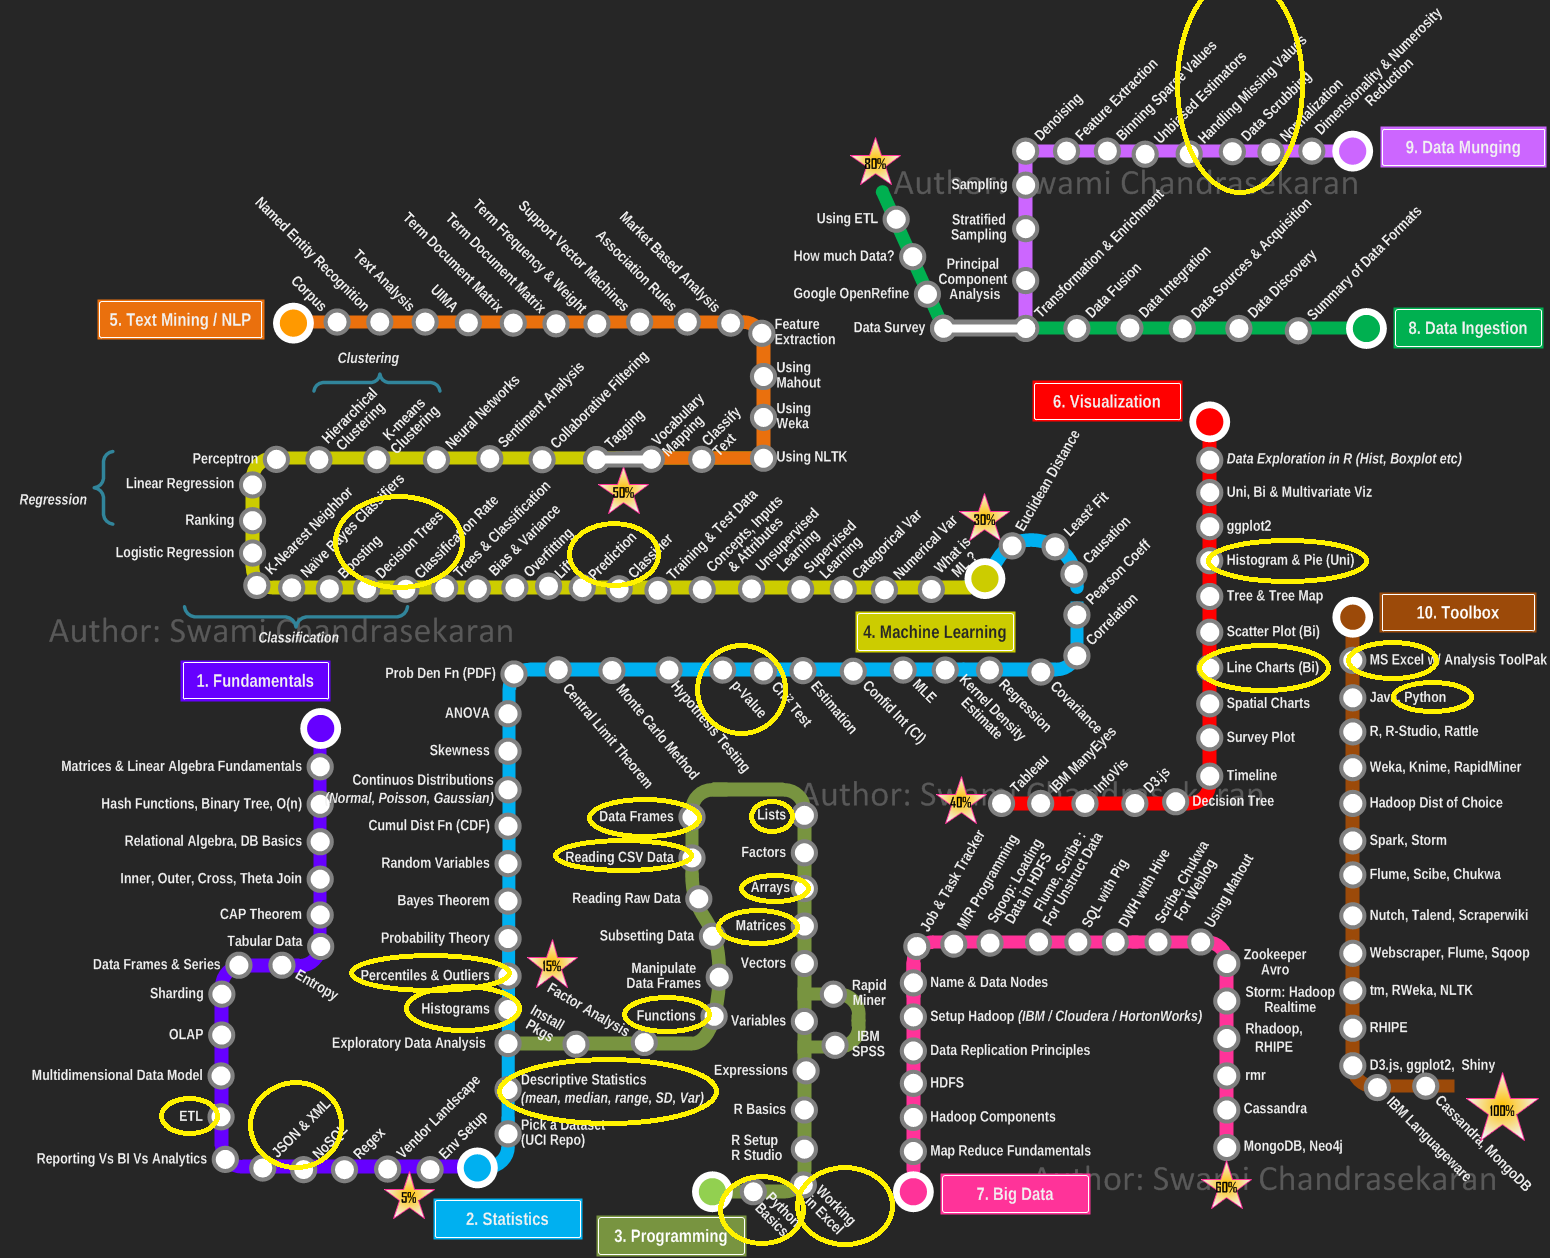 Author: Swami Chandrasekaran
9. Data Munging
Denoising
Feature Extraction
Binning Sparse Values
Unbiased Estimators
Handling Missing Values
Data Scrubbing
Normalization
Dimensionality & Numerosity
Reduction
Sampling
Stratified
Sampling
Principal
Component
Analysis
80%
Using ETL
How much Data?
Google OpenRefine
Data Survey
Transformation & Enrichment
Data Fusion
Data Integration
Data Sources & Acquisition
Data Discovery
Summary of Data Formats
8. Data Ingestion
5. Text Mining / NLP
Corpus
Named Entity Recognition
Text Analysis
UIMA
Term Document Matrix
Term Document Matrix
Term Frequency & Weight
Support Vector Machines
Association Rules
Market Based Analysis
Feature
Extraction
Using
Mahout
Using
Weka
Using NLTK
Classify
Text
Vocabulary
Mapping
Tagging
50%
Collaborative Filtering
Sentiment Analysis
Neural Networks
K-means
Clustering
Hierarchical
Clustering
Clustering
Perceptron
Linear Regression
Ranking
Logistic Regression
Regression
K-Nearest Neighbor
Naive Bayes Classifiers
Boosting
Decision Trees
Classification Rate
Trees & Classification
Bias & Variance
Overfitting
Prediction
Classifier
Training & Test Data
Concepts, Inputs
& Attributes
Unsupervised
Learning
Supervised
Learning
Categorical Var
Numerical Var
What is
ML?
30%
Classification
Author: Swami Chandrasekaran
4. Machine Learning
Euclidean Distance
Least² Fit
Causation
Pearson Coeff
Correlation
Covariance
Regression
Kernel Density
Estimate
MLE
Confid Int (CI)
Estimation
Chi² Test
p-Value
Hypothesis Testing
Monte Carlo Method
Central Limit Theorem
Prob Den Fn (PDF)
ANOVA
Skewness
Continuos Distributions
(Normal, Poisson, Gaussian)
Cumul Dist Fn (CDF)
Random Variables
Bayes Theorem
Probability Theory
Percentiles & Outliers
Histograms
Exploratory Data Analysis
Descriptive Statistics
(mean, median, range, SD, Var)
Pick a Dataset
(UCI Repo)
2. Statistics
1. Fundamentals
Matrices & Linear Algebra Fundamentals
Hash Functions, Binary Tree, O(n)
Relational Algebra, DB Basics
Inner, Outer, Cross, Theta Join
CAP Theorem
Tabular Data
Entropy
Data Frames & Series
Sharding
OLAP
Multidimensional Data Model
ETL
Reporting Vs BI Vs Analytics
JSON & XML
NoSQL
Regex
Vendor Landscape
Env Setup
5%
3. Programming
Python
Basics
Working
in Excel
R Setup
R Studio
R Basics
Expressions
IBM
SPSS
Rapid
Miner
Variables
Vectors
Matrices
Arrays
Factors
Lists
Data Frames
Reading CSV Data
Reading Raw Data
Subsetting Data
Manipulate
Data Frames
Functions
Factor Analysis
Install
Pkgs
15%
6. Visualization
Data Exploration in R (Hist, Boxplot etc)
Uni, Bi & Multivariate Viz
ggplot2
Histogram & Pie (Uni)
Tree & Tree Map
Scatter Plot (Bi)
Line Charts (Bi)
Spatial Charts
Survey Plot
Timeline
Decision Tree
D3.js
InfoVis
IBM ManyEyes
Tableau
40%
Author: Swami Chandrasekaran
7. Big Data
Map Reduce Fundamentals
Hadoop Components
HDFS
Data Replication Principles
Setup Hadoop (IBM / Cloudera / HortonWorks)
Name & Data Nodes
Job & Task Tracker
M/R Programming
Sqoop: Loading
Data in HDFS
Flume, Scribe:
For Unstruct Data
SQL with Pig
DWH with Hive
Scribe, Chukwa
For Weblog
Using Mahout
Zookeeper
Avro
Storm: Hadoop
Realtime
Rhadoop,
RHIPE
rmr
Cassandra
MongoDB, Neo4j
60%
Author: Swami Chandrasekaran
10. Toolbox
MS Excel w/ Analysis ToolPak
Java, Python
R, R-Studio, Rattle
Weka, Knime, RapidMiner
Hadoop Dist of Choice
Spark, Storm
Flume, Scibe, Chukwa
Nutch, Talend, Scraperwiki
Webscraper, Flume, Sqoop
tm, RWeka, NLTK
RHIPE
D3.js, ggplot2, Shiny
IBM Languageware
Cassandra, MongoDB
100%